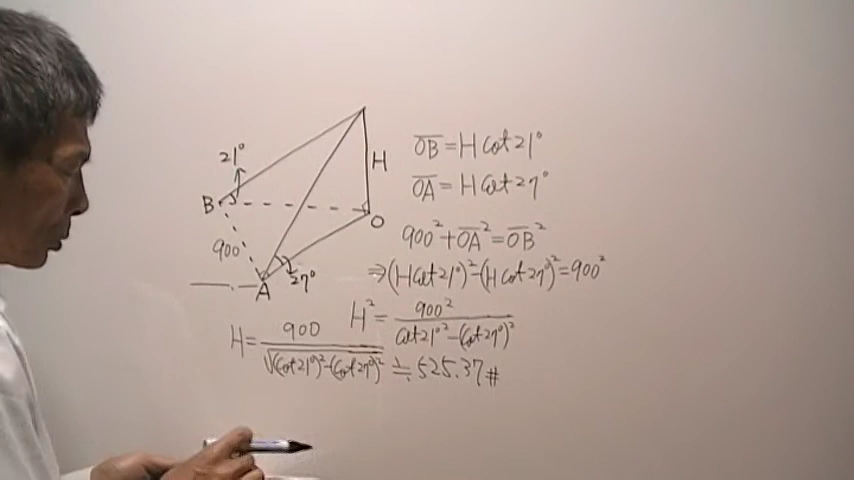 21°
H
B
O
900
27°
A
OB = H cot 21°
OA = H cot 27°
900² + OA² = OB²
⇒ (H cot 21°)² - (H cot 27°)² = 900²
H² = 900² / cot 21°² - (cot 27°)²
H = 900 / √(cot 21°)² - (cot 27°)² ≒ 525.37 #